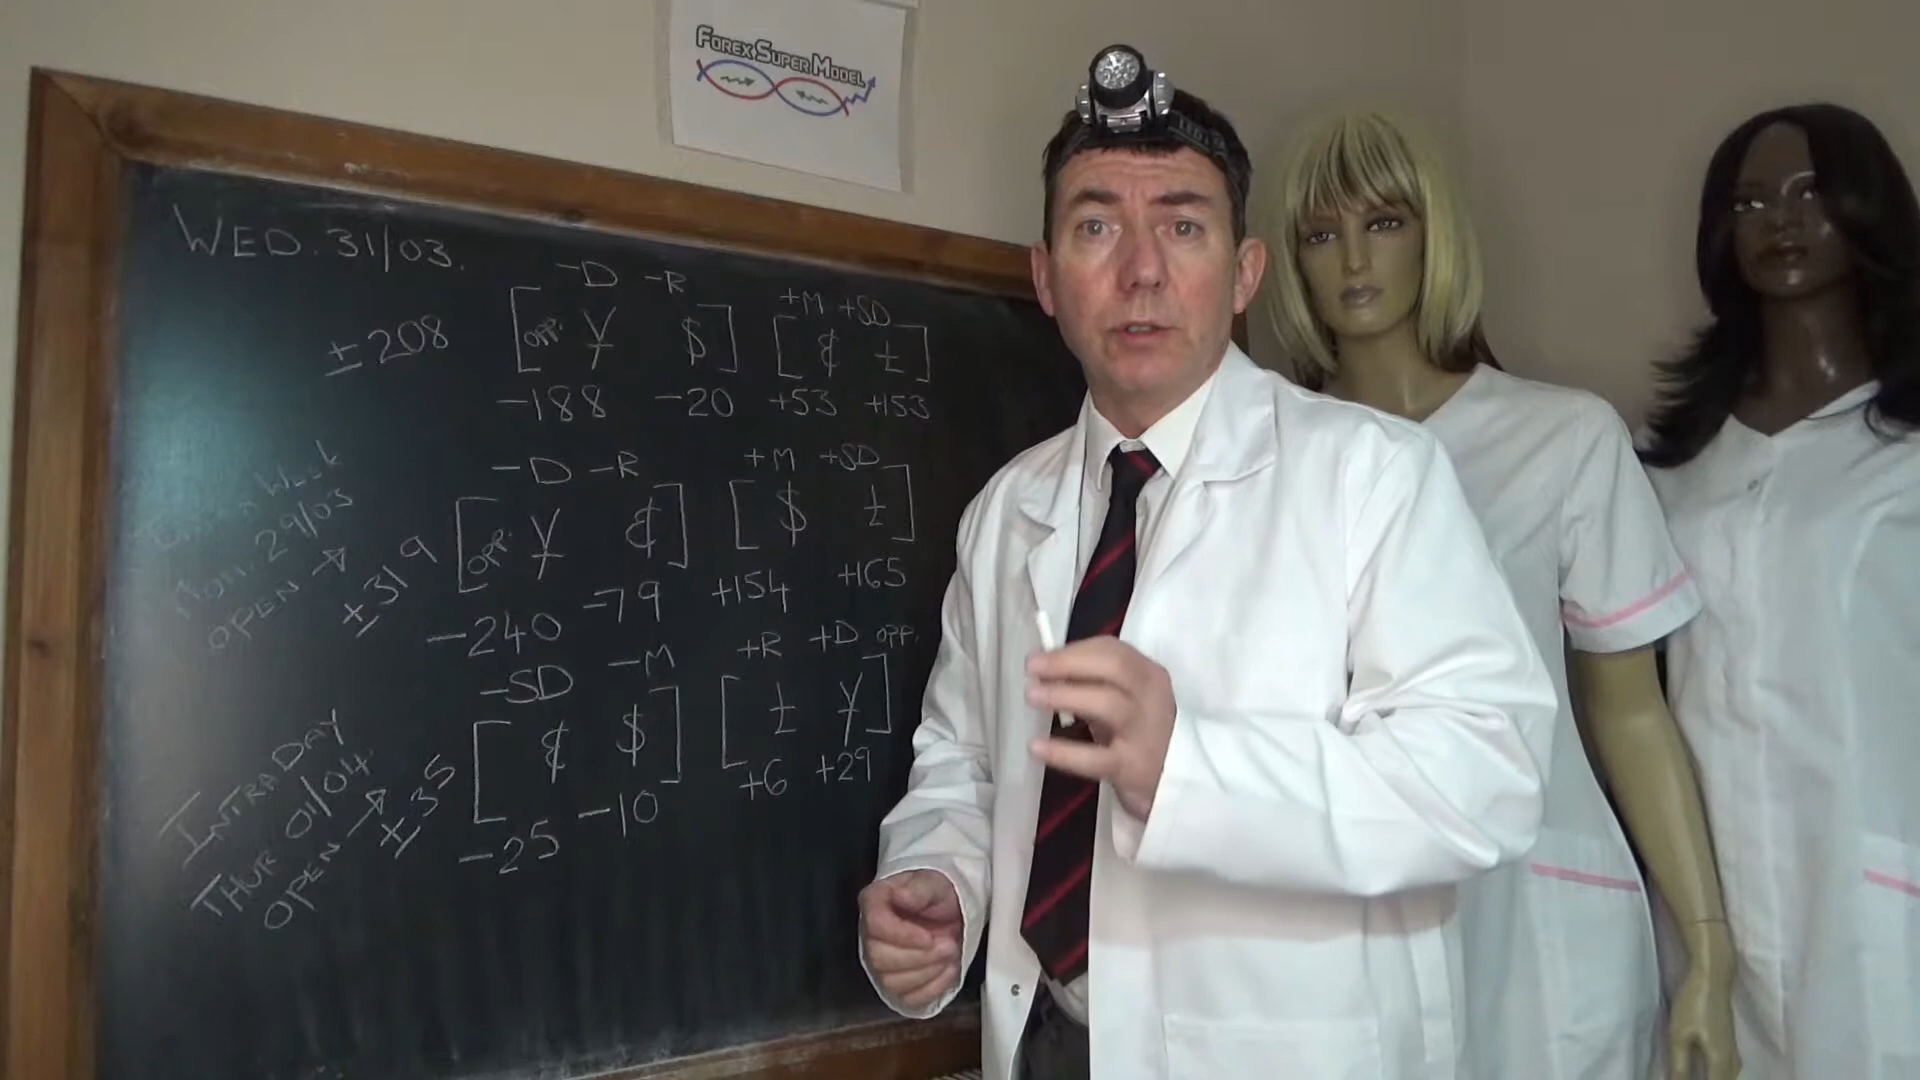 FOREX SUPER MODEL
WED. 31/03.
-D -R
+M +SD
±208 [OPP. ¥ $] [¢ £]
-188 -20 +53 +153
-D -R +M +SD
Week
Mon. 29/03
OPEN → ±319 [OPP. ¥ ¢] [$ £]
-240 -79 +154 +165
-SD -M +R +D OPP.
INTRADAY
THUR 01/04
OPEN → ±35 [¢ $] [£ ¥]
-25 -10 +6 +29